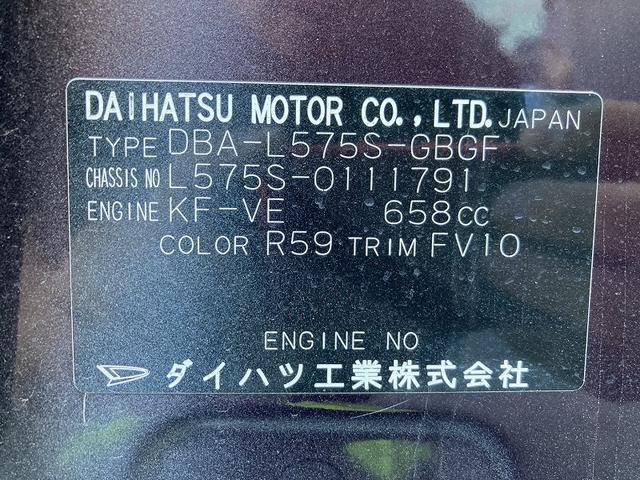 DAIHATSU MOTOR CO.,LTD. JAPAN
TYPE DBA-L575S-GBGF
CHASSIS NO L575S-0111791
ENGINE KF-VE 658cc
COLOR R59 TRIM FV10
ENGINE NO
ダイハツ工業株式会社